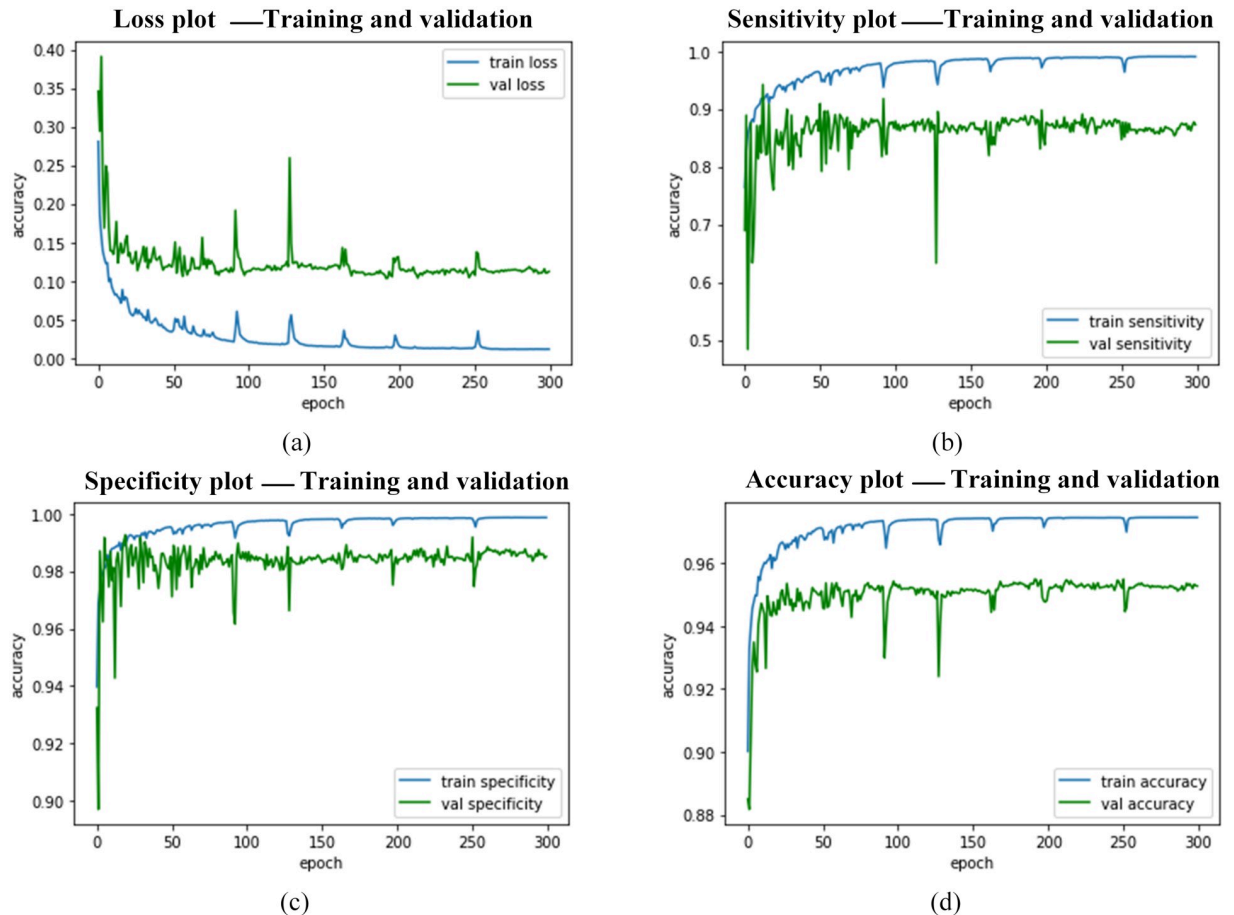 Loss plot —Training and validation
0.40
0.35
0.30
0.25
0.20
0.15
0.10
0.05
0.00
accuracy
train loss
val loss
0 50 100 150 200 250 300
epoch
(a)
Sensitivity plot —Training and validation
1.0
0.9
0.8
0.7
0.6
0.5
accuracy
train sensitivity
val sensitivity
0 50 100 150 200 250 300
epoch
(b)
Specificity plot — Training and validation
1.00
0.98
0.96
0.94
0.92
0.90
accuracy
train specificity
val specificity
0 50 100 150 200 250 300
epoch
(c)
Accuracy plot — Training and validation
0.96
0.94
0.92
0.90
0.88
accuracy
train accuracy
val accuracy
0 50 100 150 200 250 300
epoch
(d)